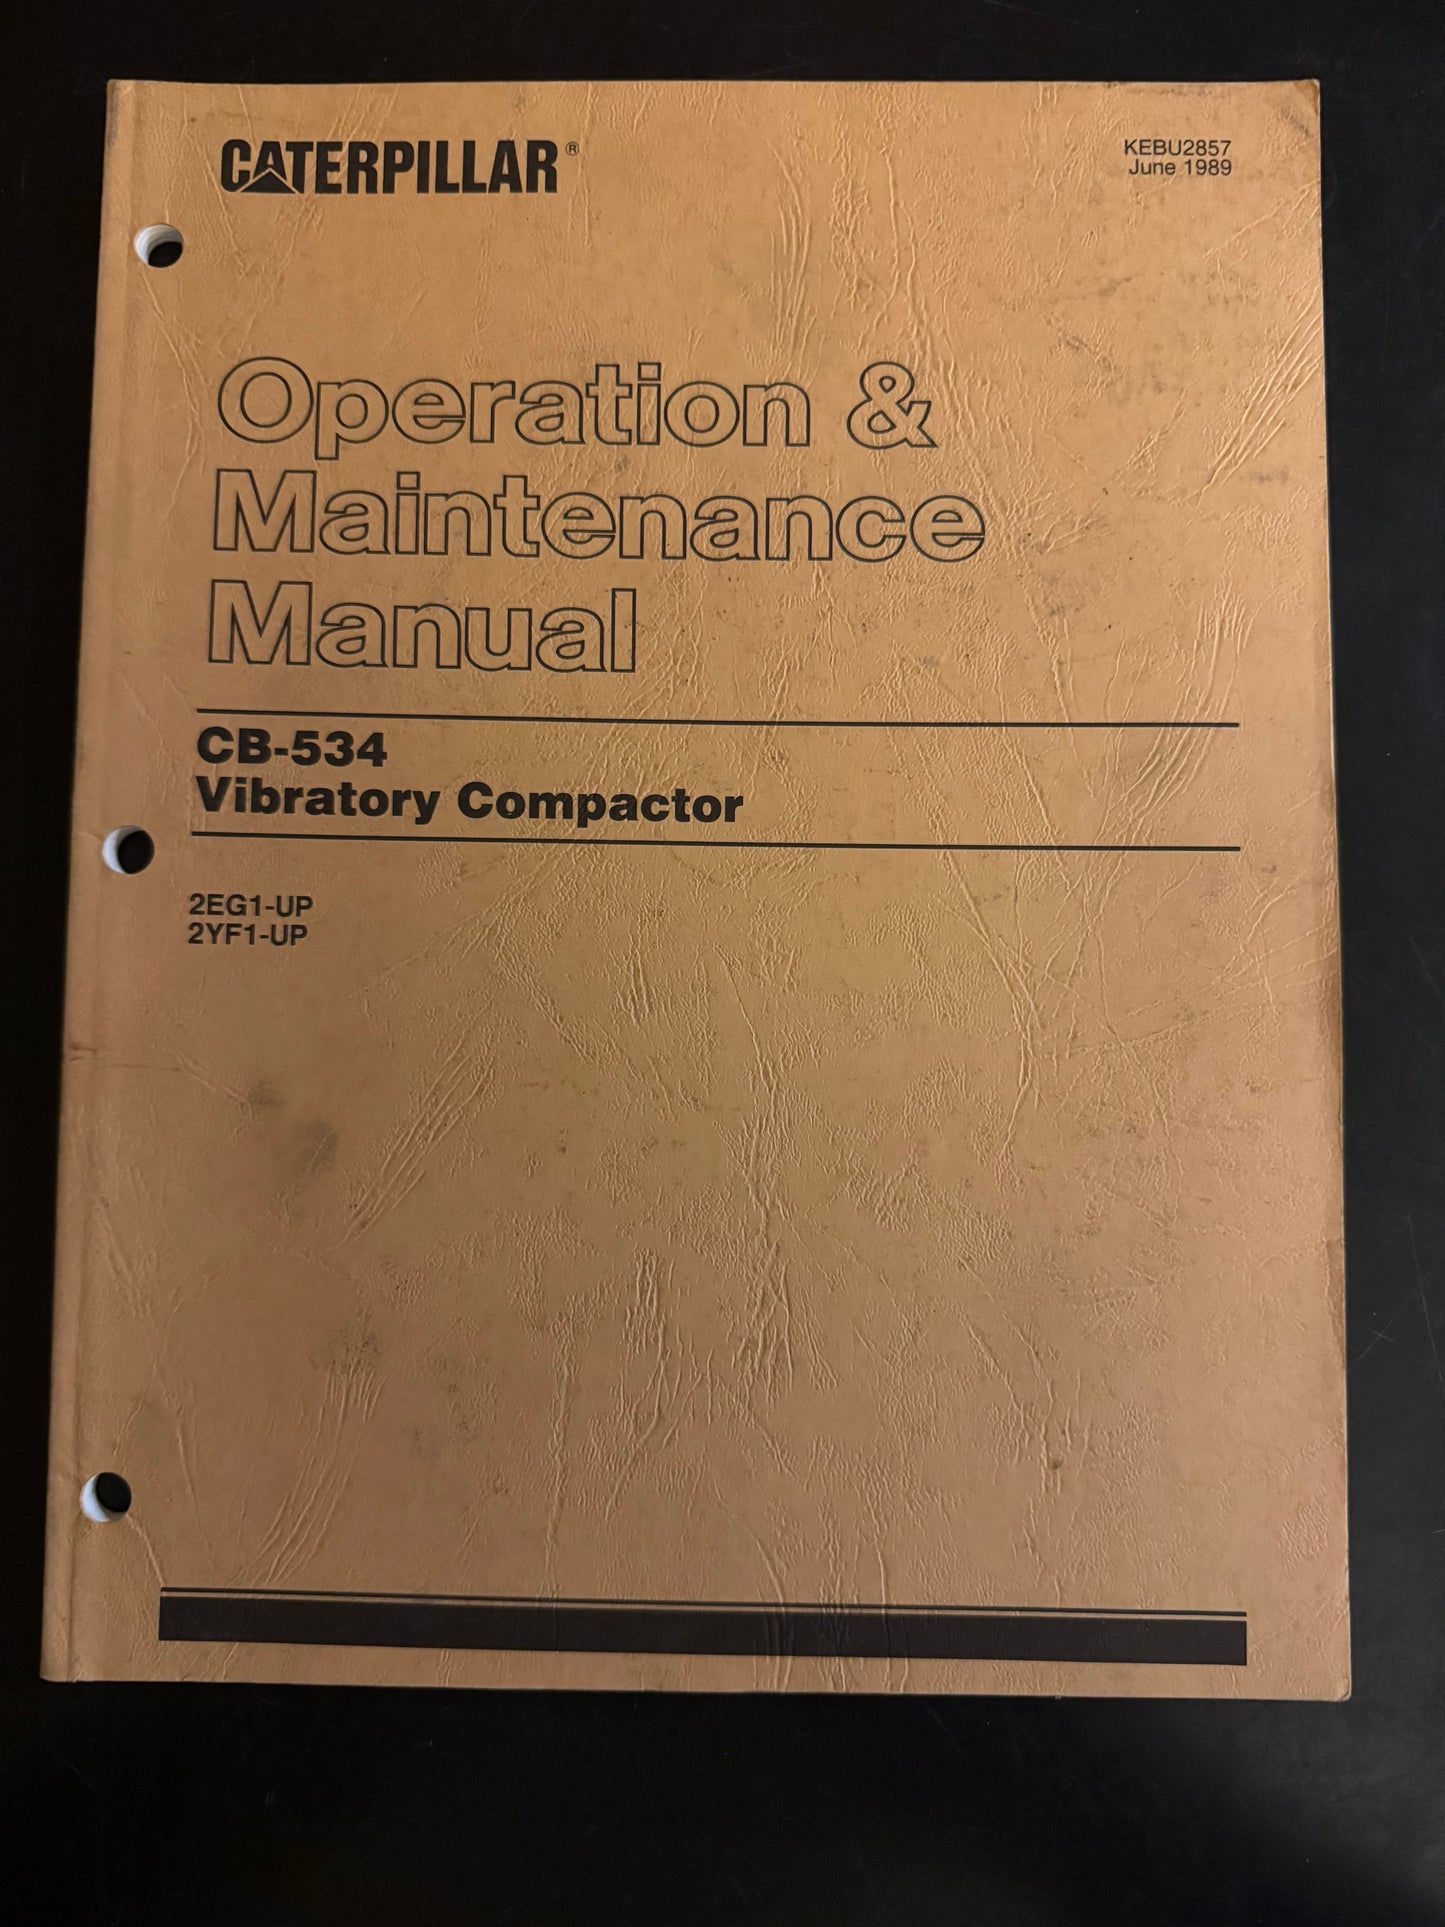 CATERPILLAR®
KEBU2857
June 1989
Operation &
Maintenance
Manual
CB-534
Vibratory Compactor
2EG1-UP
2YF1-UP